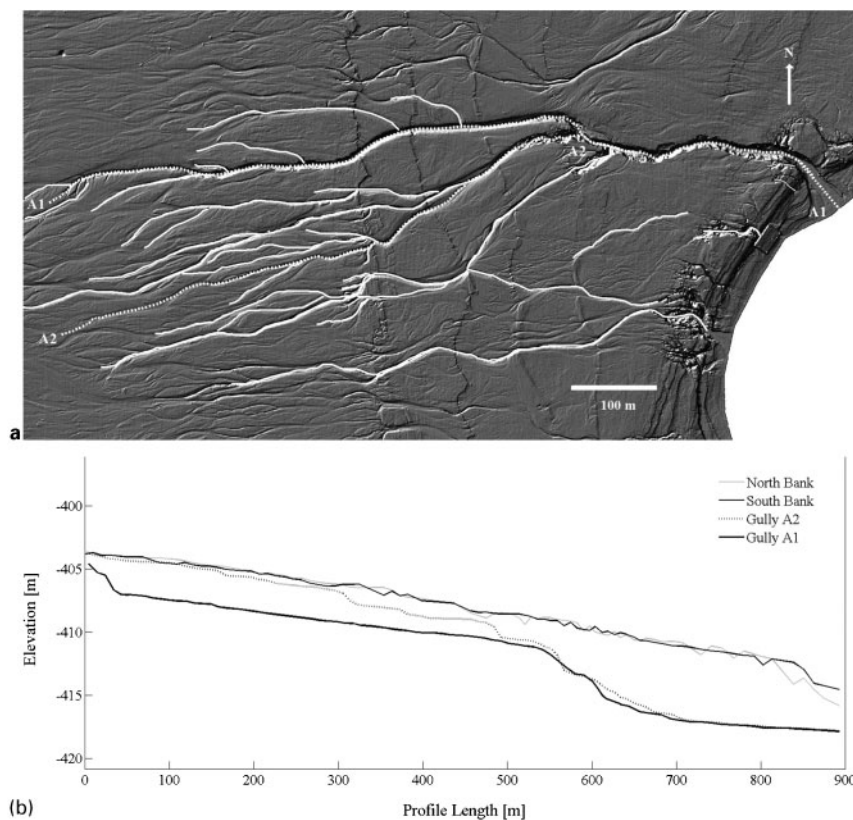 N
A1
A2
A2
A1
100 m
a
-400
-405
-410
-415
-420
Elevation [m]
North Bank
South Bank
Gully A2
Gully A1
0
100
200
300
400
500
600
700
800
900
Profile Length [m]
(b)